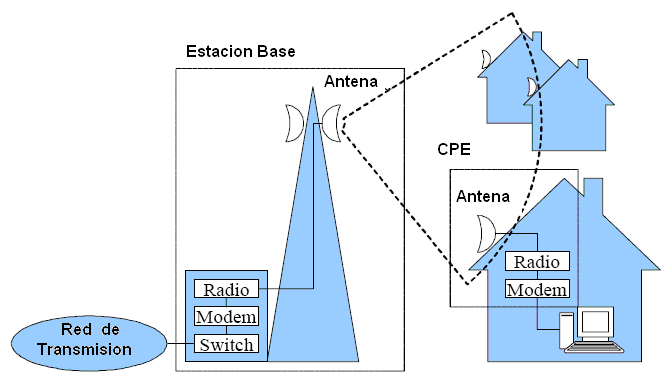 Estacion Base
Antena
CPE
Antena
Radio
Modem
Radio
Modem
Switch
Red de
Transmision